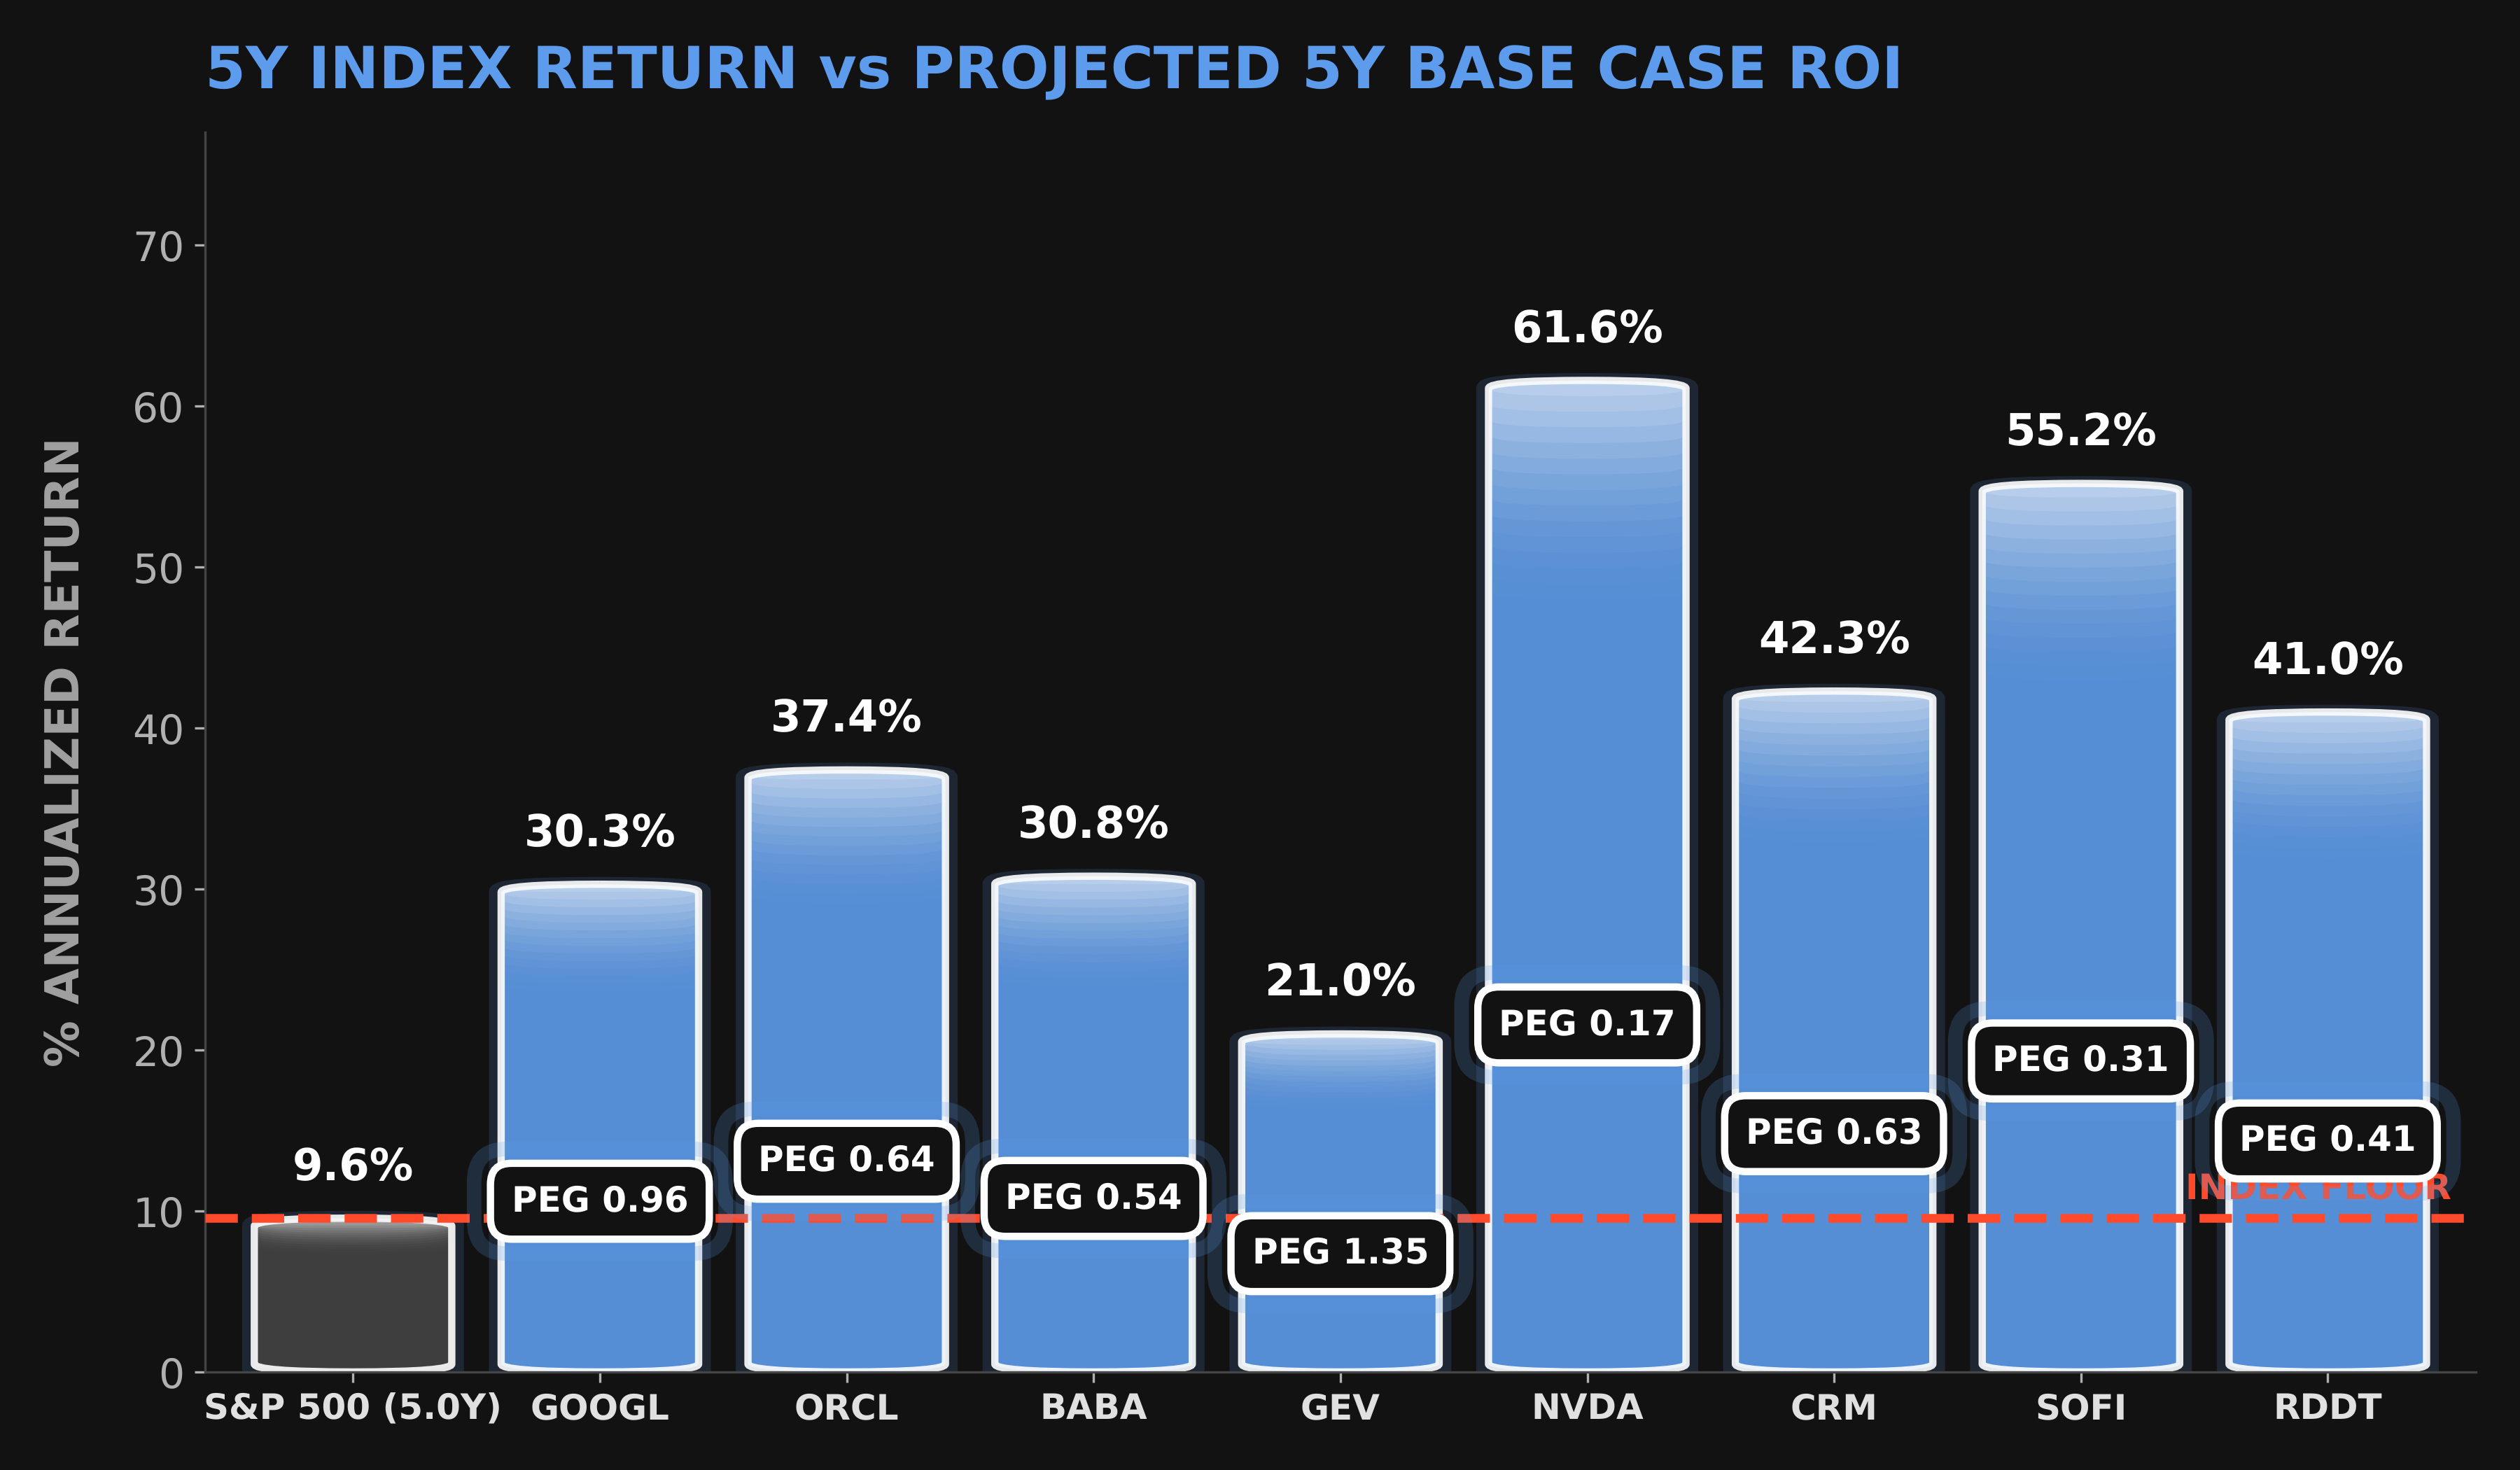 5Y INDEX RETURN vs PROJECTED 5Y BASE CASE ROI
% ANNUALIZED RETURN
70
60
50
40
30
20
10
0
9.6%
30.3%
37.4%
30.8%
21.0%
61.6%
42.3%
55.2%
41.0%
PEG 0.96
PEG 0.64
PEG 0.54
PEG 1.35
PEG 0.17
PEG 0.63
PEG 0.31
PEG 0.41
INDEX FLOOR
S&P 500 (5.0Y)
GOOGL
ORCL
BABA
GEV
NVDA
CRM
SOFI
RDDT